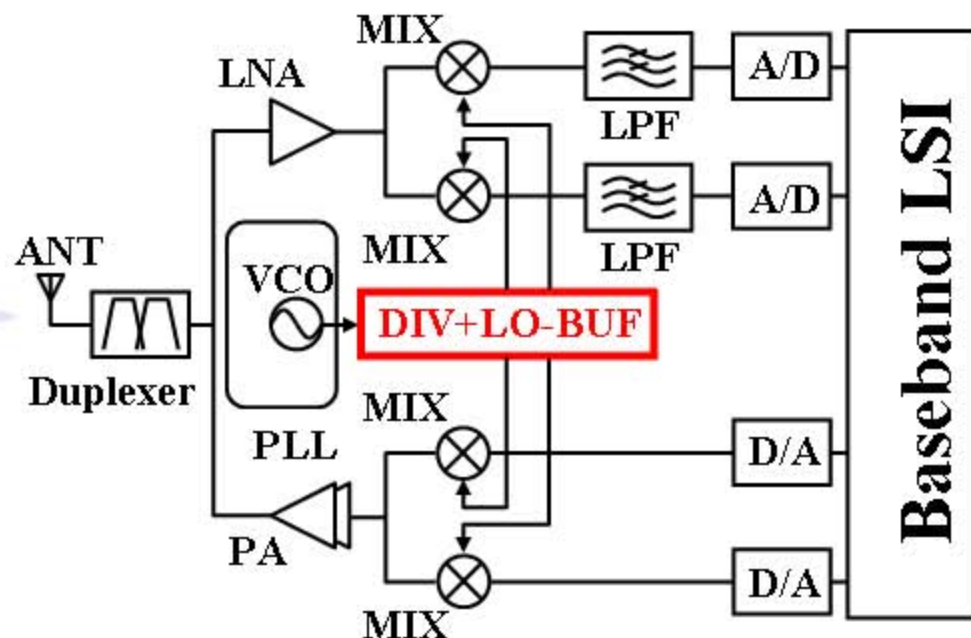 MIX
LNA
A/D
LPF
A/D
MIX
LPF
ANT
VCO
DIV+LO-BUF
Duplexer
PLL
MIX
D/A
PA
D/A
MIX
Baseband LSI